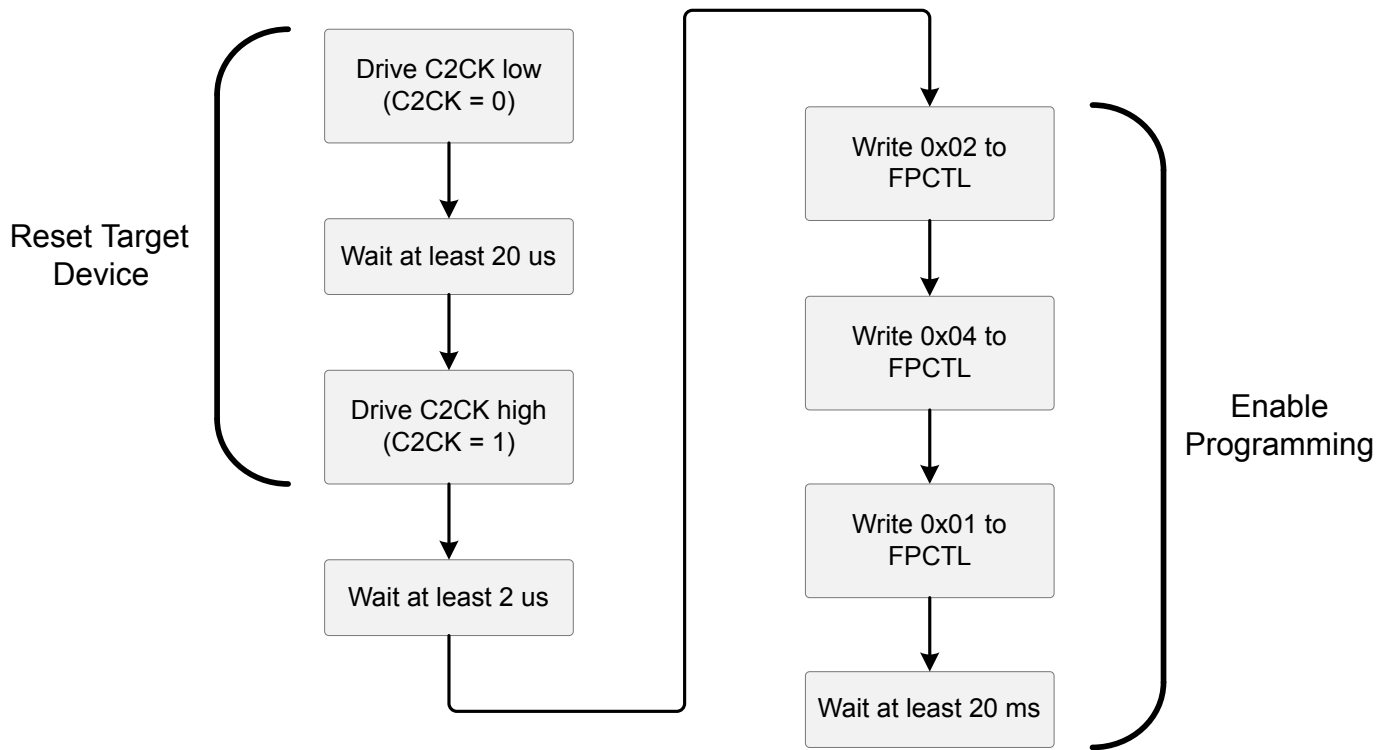 Reset Target
Device
Drive C2CK low
(C2CK = 0)
Wait at least 20 us
Drive C2CK high
(C2CK = 1)
Wait at least 2 us
Write 0x02 to
FPCTL
Write 0x04 to
FPCTL
Write 0x01 to
FPCTL
Wait at least 20 ms
Enable
Programming